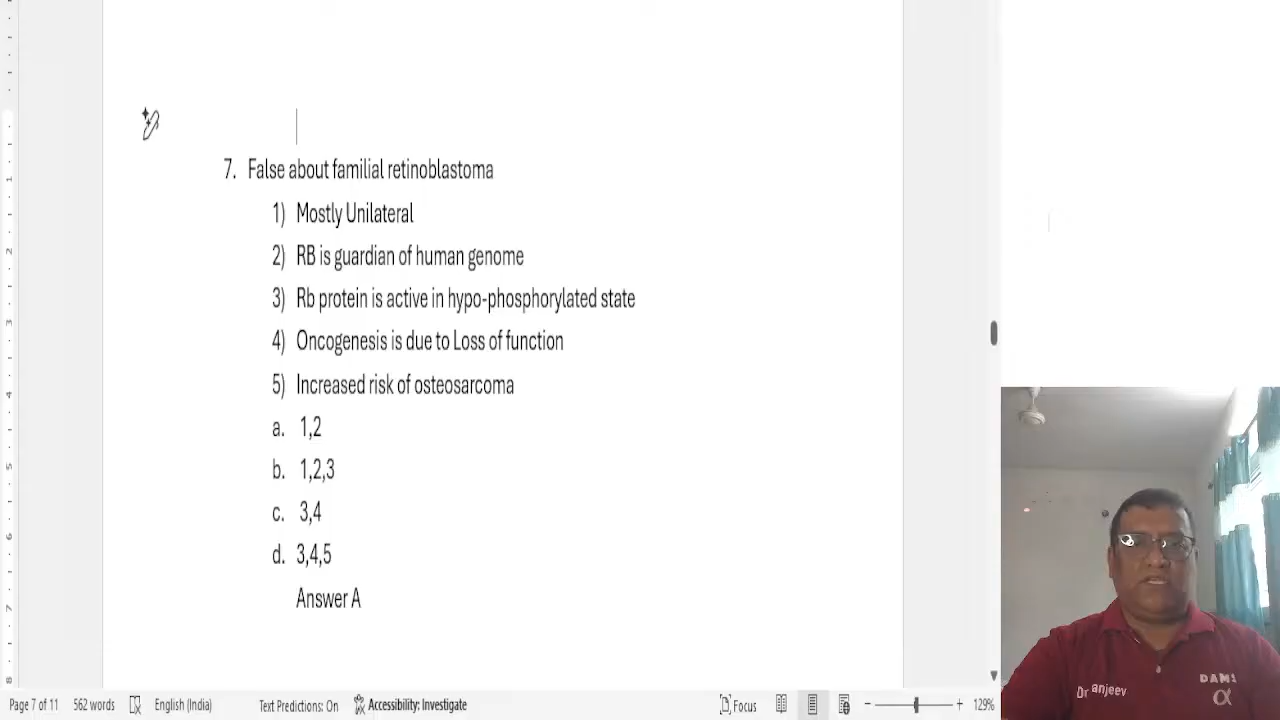 7. False about familial retinoblastoma
1) Mostly Unilateral
2) RB is guardian of human genome
3) Rb protein is active in hypo-phosphorylated state
4) Oncogenesis is due to Loss of function
5) Increased risk of osteosarcoma
a. 1,2
b. 1,2,3
c. 3,4
d. 3,4,5
Answer A
Dr anjeev
DAMS
α
Page 7 of 11 562 words English (India) Text Predictions: On Accessibility: Investigate Focus 129%